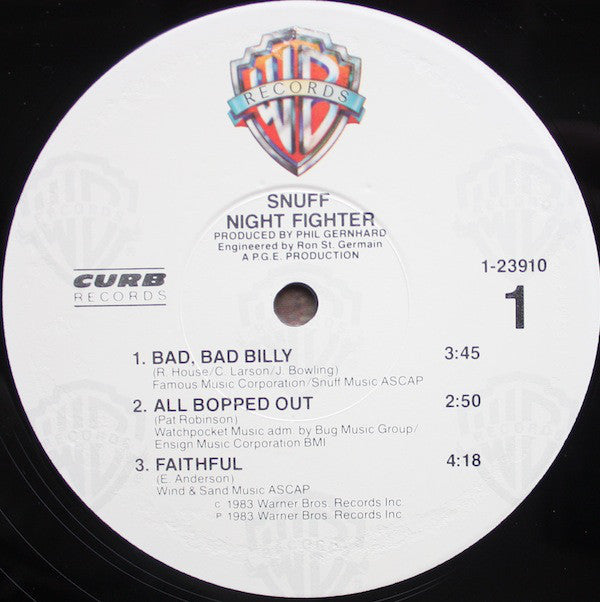 WB
RECORDS
SNUFF
NIGHT FIGHTER
PRODUCED BY PHIL GERNHARD
Engineered by Ron St. Germain
A P.G.E. PRODUCTION
CURB
RECORDS
1-23910
1
1. BAD, BAD BILLY 3:45
(R. House/C. Larson/J. Bowling)
Famous Music Corporation/Snuff Music ASCAP
2. ALL BOPPED OUT 2:50
(Pat Robinson)
Watchpocket Music adm. by Bug Music Group/
Ensign Music Corporation BMI
3. FAITHFUL 4:18
(E. Anderson)
Wind & Sand Music ASCAP
© 1983 Warner Bros. Records Inc.
℗ 1983 Warner Bros. Records Inc.